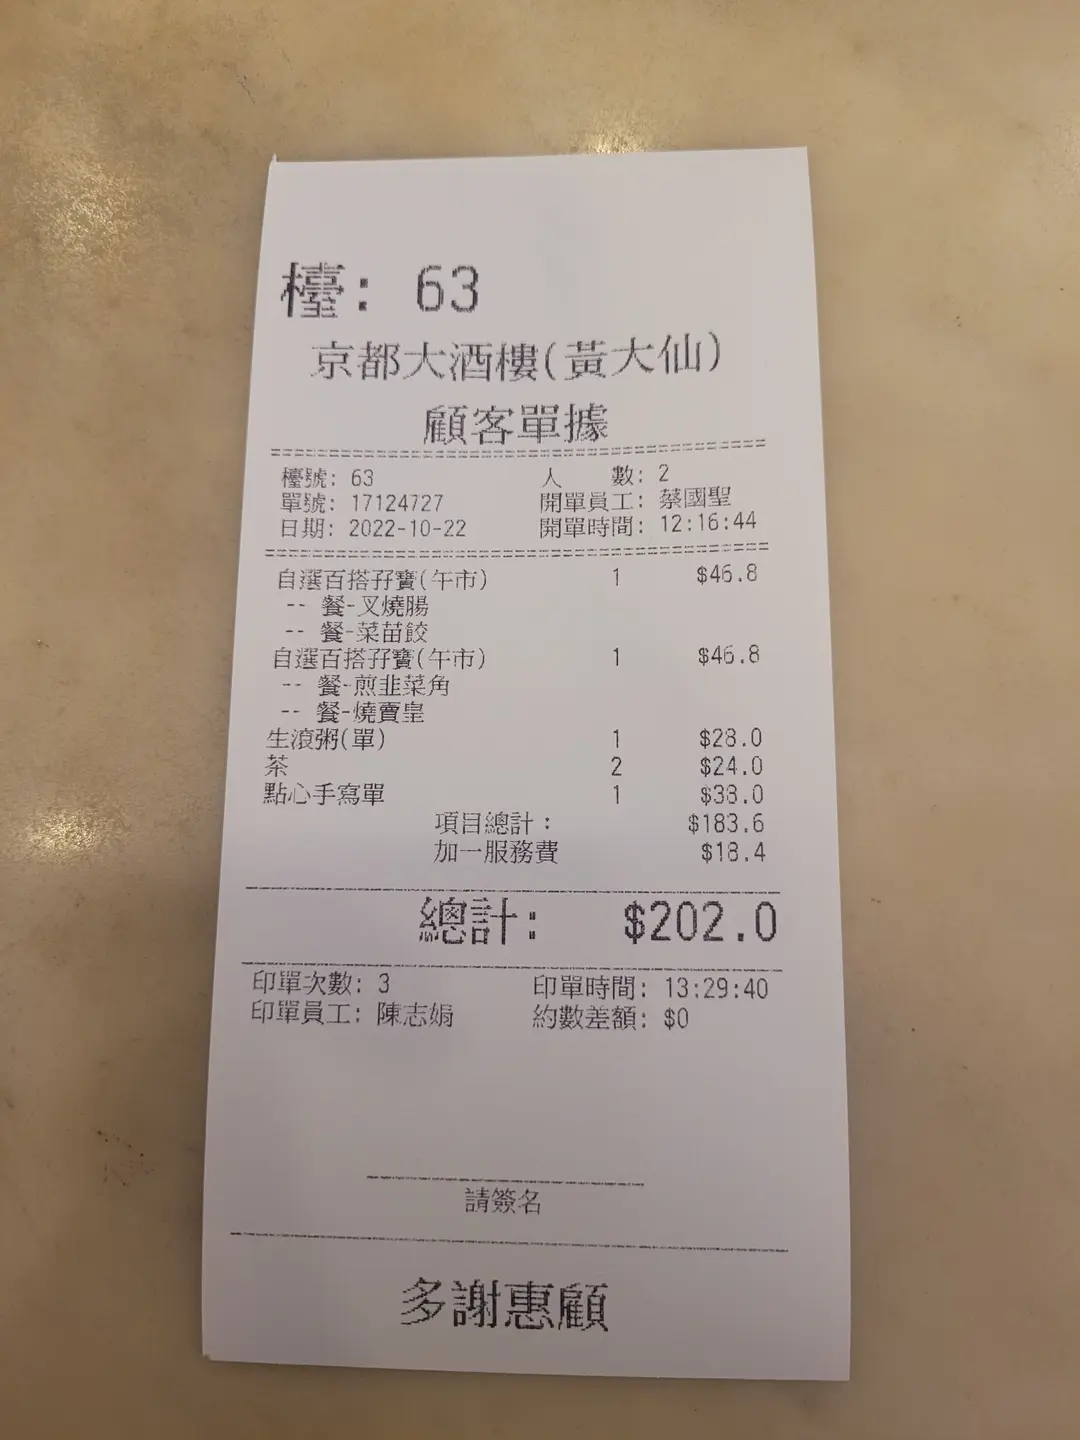 檯: 63
京都大酒樓(黃大仙)
顧客單據
檯號: 63 人 數: 2
單號: 17124727 開單員工: 蔡國聖
日期: 2022-10-22 開單時間: 12:16:44
自選百搭孖寶(午市) 1 $46.8
-- 餐-叉燒腸
-- 餐-菜苗餃
自選百搭孖寶(午市) 1 $46.8
-- 餐-煎韭菜角
-- 餐-燒賣皇
生滾粥(單) 1 $28.0
茶 2 $24.0
點心手寫單 1 $38.0
項目總計: $183.6
加一服務費 $18.4
總計: $202.0
印單次數: 3 印單時間: 13:29:40
印單員工: 陳志娟 約數差額: $0
請簽名
多謝惠顧